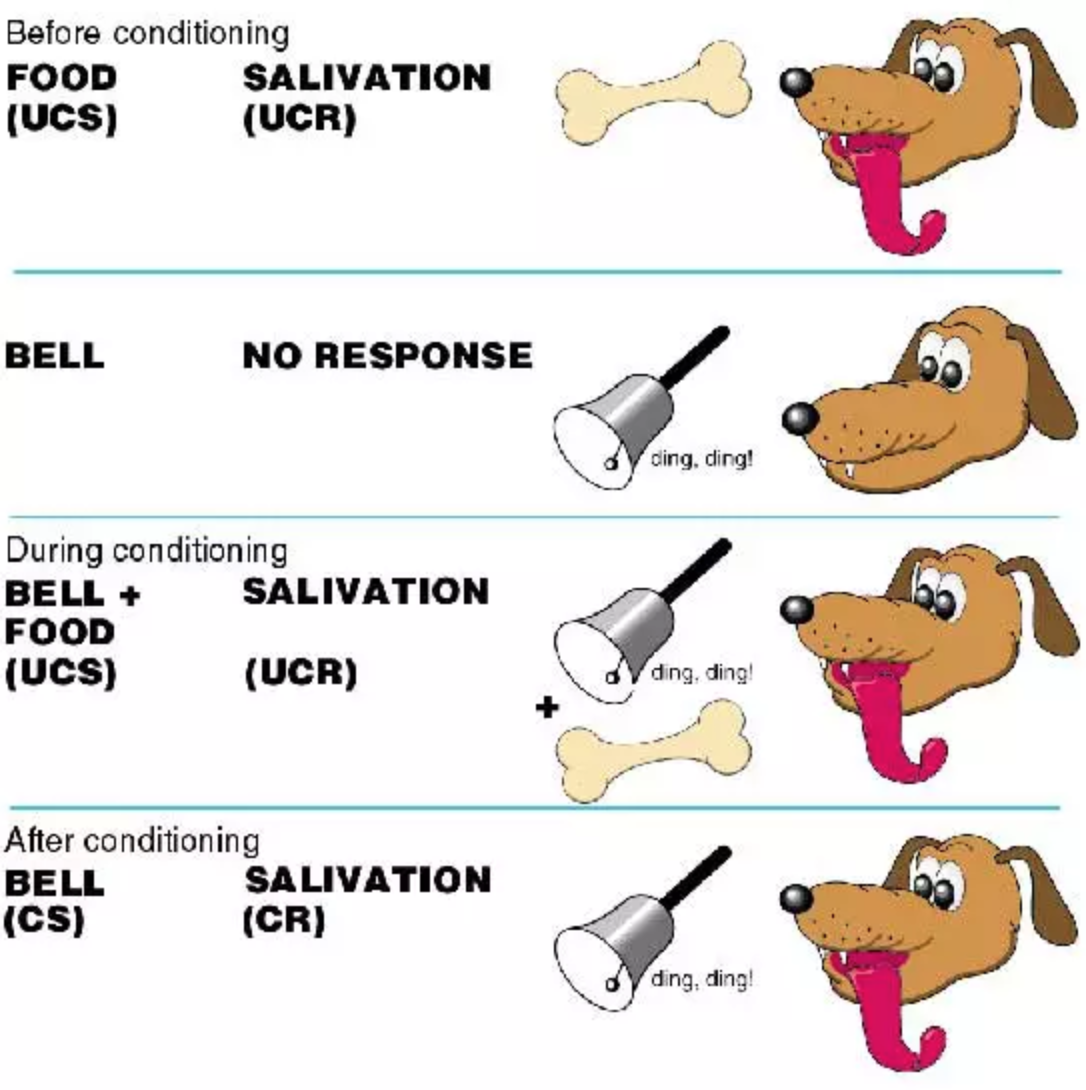 Before conditioning
FOOD SALIVATION
(UCS) (UCR)
BELL NO RESPONSE
ding, ding!
During conditioning
BELL + SALIVATION
FOOD
(UCS) (UCR)
ding, ding!
+
After conditioning
BELL SALIVATION
(CS) (CR)
ding, ding!